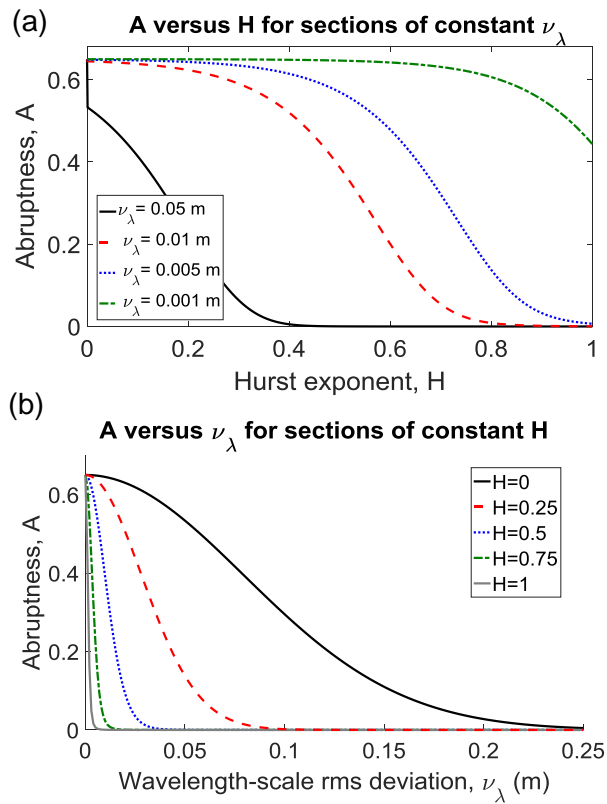 (a)
A versus H for sections of constant ν_λ
0.6
0.4
0.2
0
Abruptness, A
ν_λ= 0.05 m
ν_λ= 0.01 m
ν_λ= 0.005 m
ν_λ= 0.001 m
0 0.2 0.4 0.6 0.8 1
Hurst exponent, H
(b)
A versus ν_λ for sections of constant H
0.6
0.4
0.2
0
Abruptness, A
H=0
H=0.25
H=0.5
H=0.75
H=1
0 0.05 0.1 0.15 0.2 0.25
Wavelength-scale rms deviation, ν_λ (m)